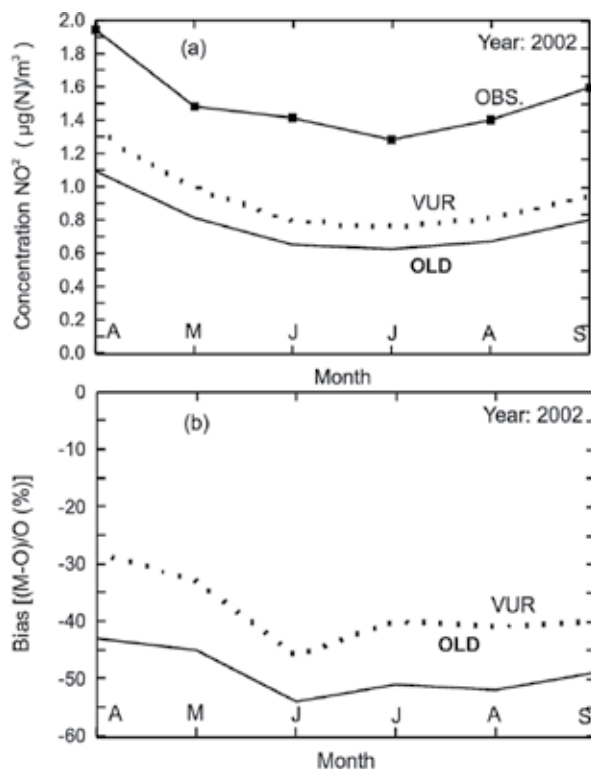 2.0
1.8
1.6
1.4
1.2
1.0
0.8
0.6
0.4
0.2
0.0
Concentration NO² ( µg(N)/m³ )
(a)
Year: 2002
OBS.
VUR
OLD
A M J J A S
Month
0
-10
-20
-30
-40
-50
-60
Bias [(M-O)/O (%)]
(b)
Year: 2002
VUR
OLD
A M J J A S
Month